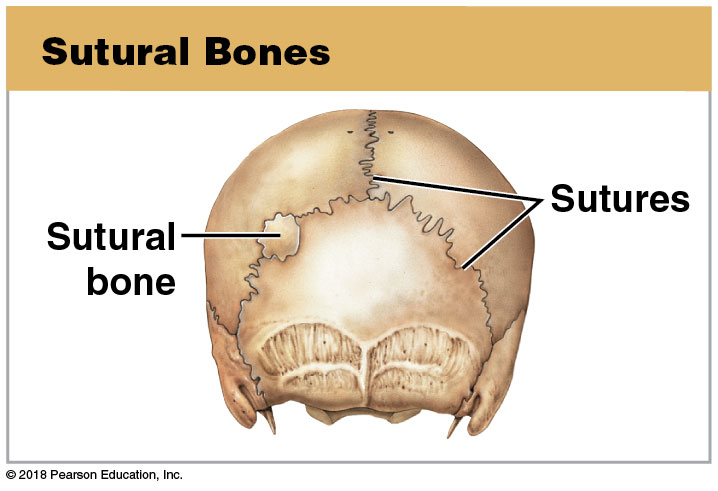 Sutural Bones
Sutures
Sutural
bone
© 2018 Pearson Education, Inc.